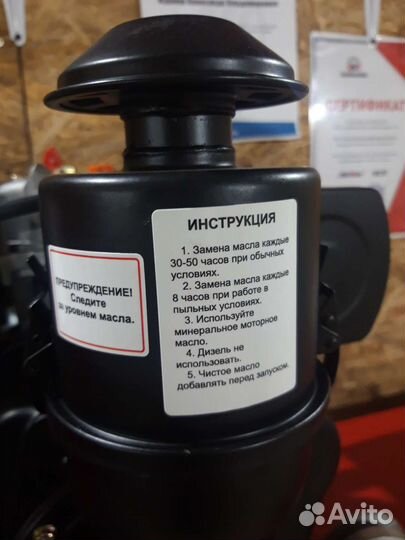 СЕРТИФИКАТ
ПРЕДУПРЕЖДЕНИЕ!
Следите
за уровнем масла.
ИНСТРУКЦИЯ
1. Замена масла каждые
30-50 часов при обычных
условиях.
2. Замена масла каждые
8 часов при работе в
пыльных условиях.
3. Используйте
минеральное моторное
масло.
4. Дизель не
использовать.
5. Чистое масло
добавлять перед запуском.
Avito